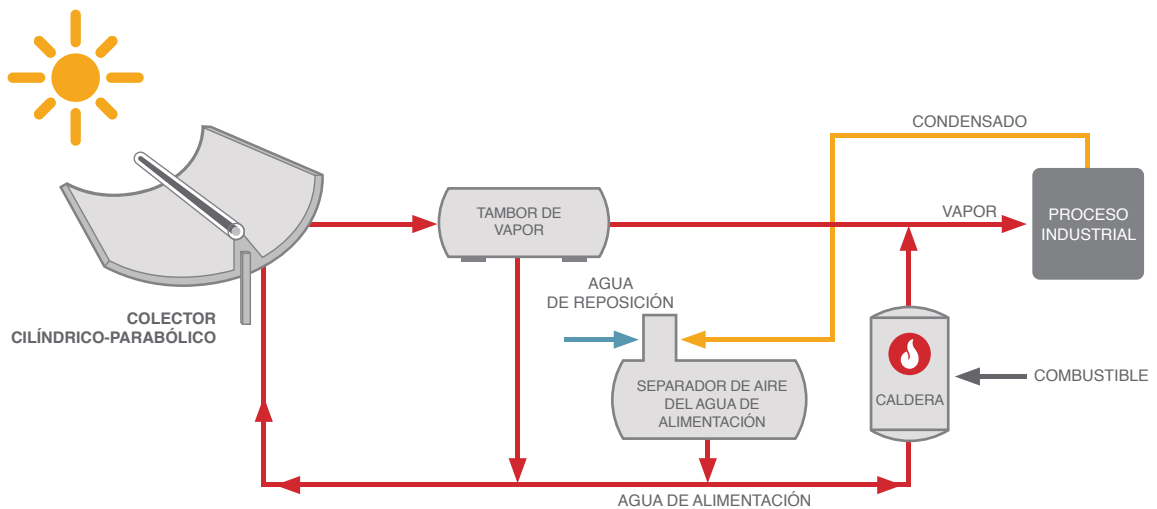 CONDENSADO
TAMBOR DE
VAPOR
VAPOR
PROCESO
INDUSTRIAL
AGUA
DE REPOSICIÓN
COLECTOR
CILÍNDRICO-PARABÓLICO
SEPARADOR DE AIRE
DEL AGUA DE
ALIMENTACIÓN
CALDERA
COMBUSTIBLE
AGUA DE ALIMENTACIÓN